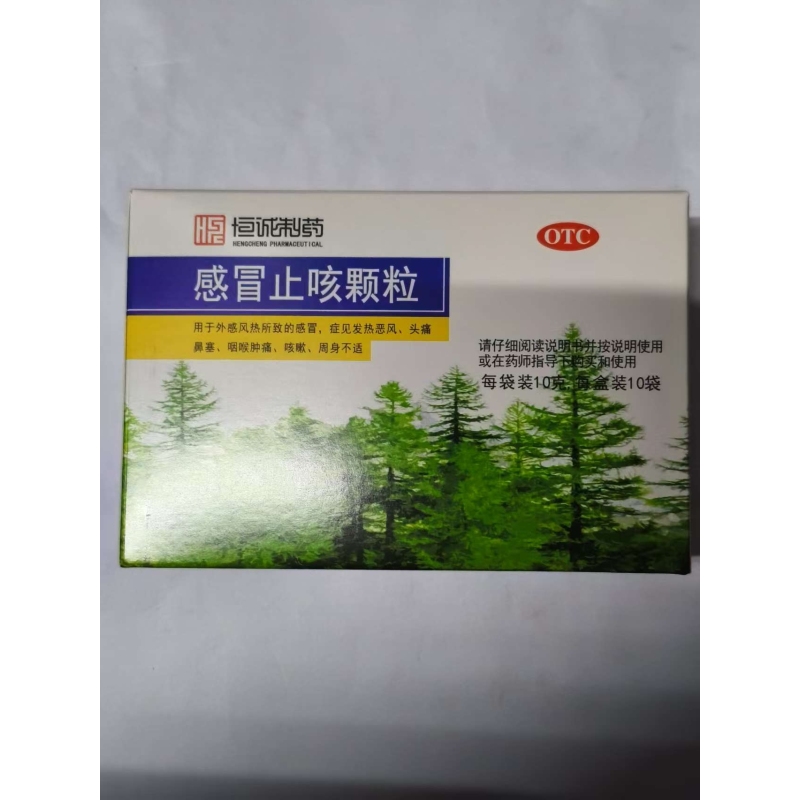 恒诚制药
HENGCHENG PHARMACEUTICAL
OTC
感冒止咳颗粒
用于外感风热所致的感冒，症见发热恶风、头痛
鼻塞、咽喉肿痛、咳嗽、周身不适
请仔细阅读说明书并按说明使用
或在药师指导下购买和使用
每袋装10克 每盒装10袋